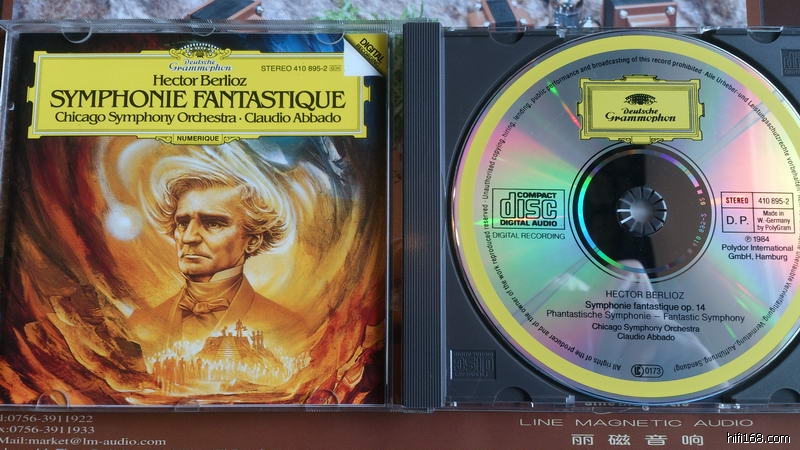 Deutsche
Grammophon
STEREO 410 895-2 GH
DIGITAL
Hector Berlioz
SYMPHONIE FANTASTIQUE
Chicago Symphony Orchestra · Claudio Abbado
NUMERIQUE
Unauthorised copying, hiring, lending, public performance and broadcasting of this record prohibited · Alle Urheber- und Leistungsschutzrechte vorbehalten
Vermietung, Aufführung, Sendung!
All rights of the producer and of the owner of the work reproduced reserved
Deutsche
Grammophon
COMPACT
disc
DIGITAL AUDIO
DIGITAL RECORDING
STEREO 410 895-2
D.P.
Made in
W.-Germany
by PolyGram
℗ 1984
Polydor International
GmbH, Hamburg
HECTOR BERLIOZ
Symphonie fantastique op. 14
Phantastische Symphonie – Fantastic Symphony
Chicago Symphony Orchestra
Claudio Abbado
LC 0173
l:0756-3911922
x:0756-3911933
Mail:market@lm-audio.com
LINE MAGNETIC AUDIO
丽磁音响
hifi168.com